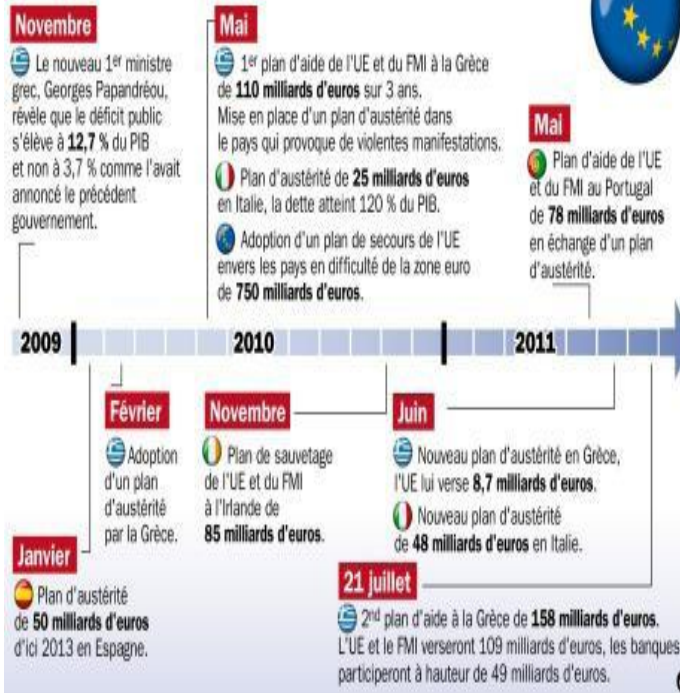 Novembre
Le nouveau 1er ministre
grec, Georges Papandréou,
révèle que le déficit public
s'élève à 12,7 % du PIB
et non à 3,7 % comme l'avait
annoncé le précédent
gouvernement.
Mai
1er plan d'aide de l'UE et du FMI à la Grèce
de 110 milliards d'euros sur 3 ans.
Mise en place d'un plan d'austérité dans
le pays qui provoque de violentes manifestations.
Plan d'austérité de 25 milliards d'euros
en Italie, la dette atteint 120 % du PIB.
Adoption d'un plan de secours de l'UE
envers les pays en difficulté de la zone euro
de 750 milliards d'euros.
Mai
Plan d'aide de l'UE
et du FMI au Portugal
de 78 milliards d'euros
en échange d'un plan
d'austérité.
2009 2010 2011
Janvier
Plan d'austérité
de 50 milliards d'euros
d'ici 2013 en Espagne.
Février
Adoption
d'un plan
d'austérité
par la Grèce.
Novembre
Plan de sauvetage
de l'UE et du FMI
à l'Irlande de
85 milliards d'euros.
Juin
Nouveau plan d'austérité en Grèce,
l'UE lui verse 8,7 milliards d'euros.
Nouveau plan d'austérité
de 48 milliards d'euros en Italie.
21 juillet
2nd plan d'aide à la Grèce de 158 milliards d'euros.
L'UE et le FMI verseront 109 milliards d'euros, les banques
participeront à hauteur de 49 milliards d'euros.